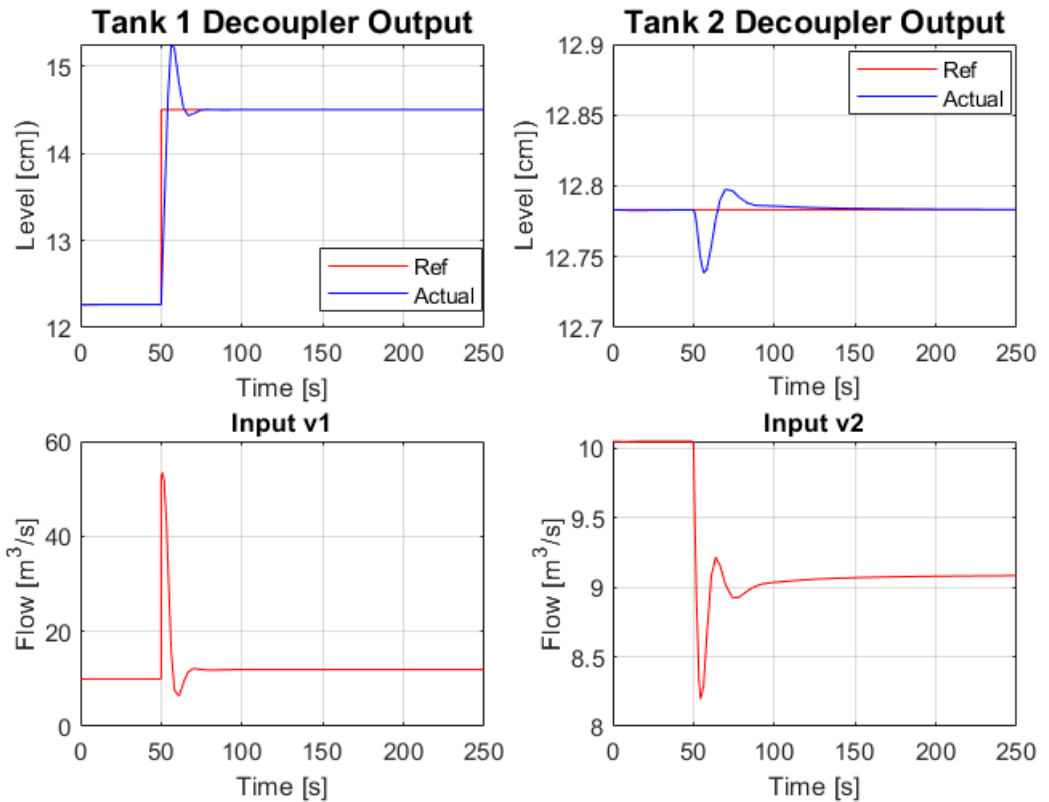 Tank 1 Decoupler Output
Level [cm])
15
14
13
12
0 50 100 150 200 250
Time [s]
Ref
Actual
Tank 2 Decoupler Output
Level [cm])
12.9
12.85
12.8
12.75
12.7
0 50 100 150 200 250
Time [s]
Ref
Actual
Input v1
Flow [m³/s]
60
40
20
0
0 50 100 150 200 250
Time [s]
Input v2
Flow [m³/s]
10
9.5
9
8.5
8
0 50 100 150 200 250
Time [s]